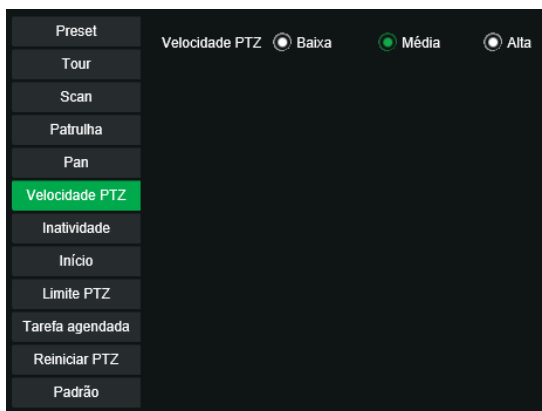 Preset
Velocidade PTZ Baixa Média Alta
Tour
Scan
Patrulha
Pan
Velocidade PTZ
Inatividade
Início
Limite PTZ
Tarefa agendada
Reiniciar PTZ
Padrão